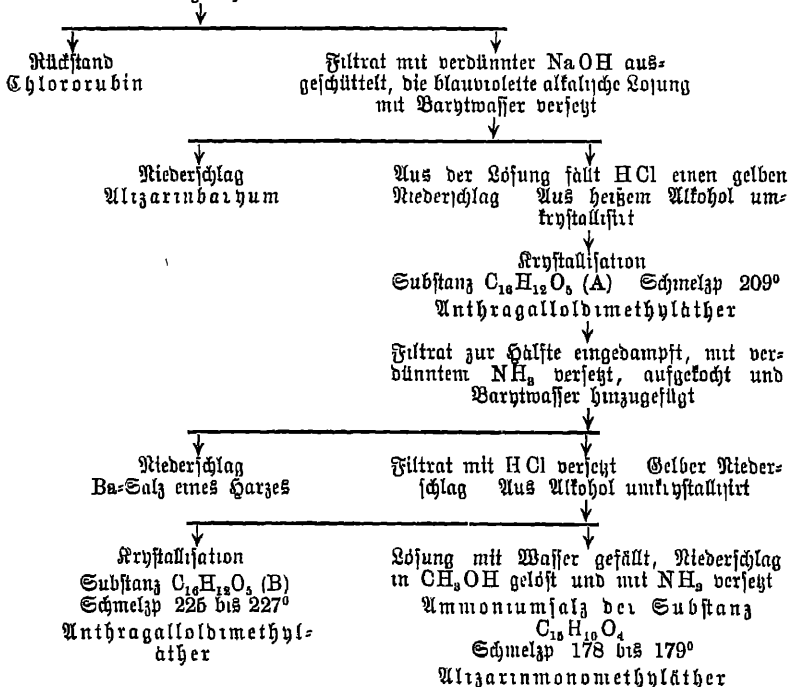 Rückstand
Chlororubin
Filtrat mit verdünnter NaOH aus=
geschüttelt, die blauviolette alkalische Losung
mit Barytwasser versetzt
Niederschlag
Alizarinbaryum
Aus der Lösung fällt HCl einen gelben
Niederschlag Aus heißem Alkohol um=
krystallisirt
Krystallisation
Substanz C₁₆H₁₂O₅ (A) Schmelzp 209⁰
Anthragalloldimethyläther
Filtrat zur Hälfte eingedampft, mit ver=
dünntem NH₃ versetzt, aufgekocht und
Barytwasser hinzugefügt
Niederschlag
Ba=Salz eines Harzes
Filtrat mit HCl versetzt Gelber Nieder=
schlag Aus Alkohol umkrystallisirt
Krystallisation
Substanz C₁₆H₁₂O₅ (B)
Schmelzp 225 bis 227⁰
Anthragalloldimethyl=
äther
Lösung mit Wasser gefällt, Niederschlag
in CH₃OH gelöst und mit NH₃ versetzt
Ammoniumsalz der Substanz
C₁₅H₁₀O₄
Schmelzp 178 bis 179⁰
Alizarinmonomethyläther